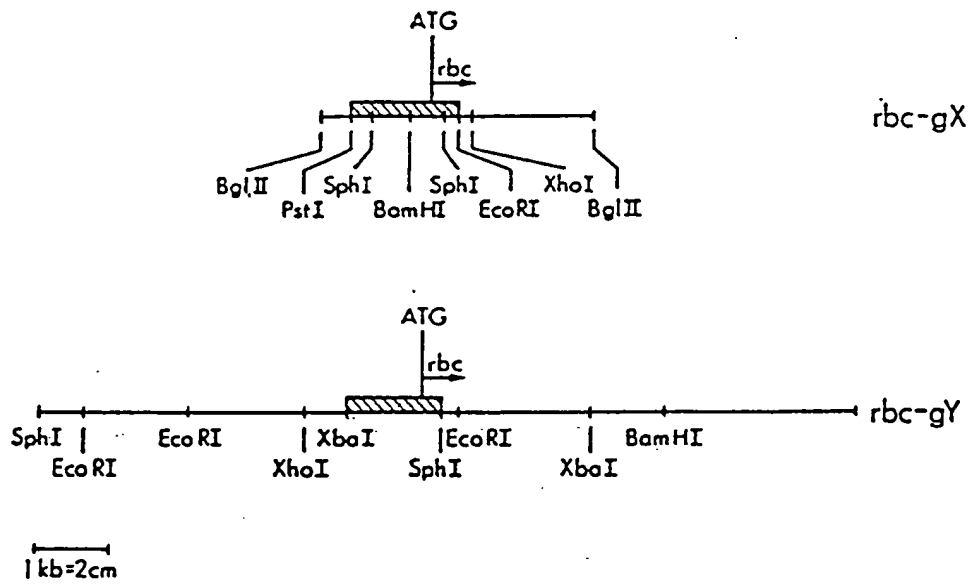 ATG
rbc
rbc-gX
BglII
SphI
SphI
XhoI
PstI
BamHI
EcoRI
BglII
ATG
rbc
rbc-gY
SphI
EcoRI
XbaI
EcoRI
BamHI
EcoRI
XhoI
SphI
XbaI
1 kb=2cm